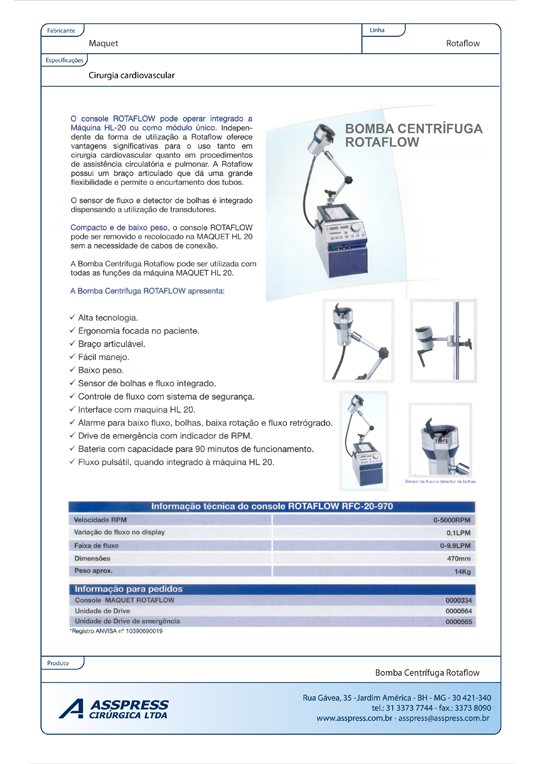 Fabricante
Maquet
Linha
Rotaflow
Especificações
Cirurgia cardiovascular
O console ROTAFLOW pode operar integrado a
Máquina HL-20 ou como módulo único. Indepen-
dente da forma de utilização a Rotaflow oferece
vantagens significativas para o uso tanto em
cirurgia cardiovascular quanto em procedimentos
de assistência circulatória e pulmonar. A Rotaflow
possui um braço articulado que dá uma grande
flexibilidade e permite o encurtamento dos tubos.
O sensor de fluxo e detector de bolhas é integrado
dispensando a utilização de transdutores.
Compacto e de baixo peso, o console ROTAFLOW
pode ser removido e recolocado na MAQUET HL 20
sem a necessidade de cabos de conexão.
A Bomba Centrífuga Rotaflow pode ser utilizada com
todas as funções da máquina MAQUET HL 20.
A Bomba Centrífuga ROTAFLOW apresenta:
BOMBA CENTRÍFUGA
ROTAFLOW
✓ Alta tecnologia.
✓ Ergonomia focada no paciente.
✓ Braço articulável.
✓ Fácil manejo.
✓ Baixo peso.
✓ Sensor de bolhas e fluxo integrado.
✓ Controle de fluxo com sistema de segurança.
✓ Interface com maquina HL 20.
✓ Alarme para baixo fluxo, bolhas, baixa rotação e fluxo retrógrado.
✓ Drive de emergência com indicador de RPM.
✓ Bateria com capacidade para 90 minutos de funcionamento.
✓ Fluxo pulsátil, quando integrado à máquina HL 20.
Sensor de fluxo e detector de bolhas
Informação técnica do console ROTAFLOW RFC-20-970
Velocidade RPM 0-5000RPM
Variação do fluxo no display 0.1LPM
Faixa de fluxo 0-9.9LPM
Dimensões 470mm
Peso aprox. 14Kg
Informação para pedidos
Console MAQUET ROTAFLOW 0000334
Unidade de Drive 0000564
Unidade de Drive de emergência 0000565
*Registro ANVISA nº 10390690019
Produto
Bomba Centrífuga Rotaflow
ASSPRESS
CIRÚRGICA LTDA
Rua Gávea, 35 -Jardim América - BH - MG - 30 421-340
tel.: 31 3373 7744 - fax.: 3373 8090
www.asspress.com.br - asspress@asspress.com.br